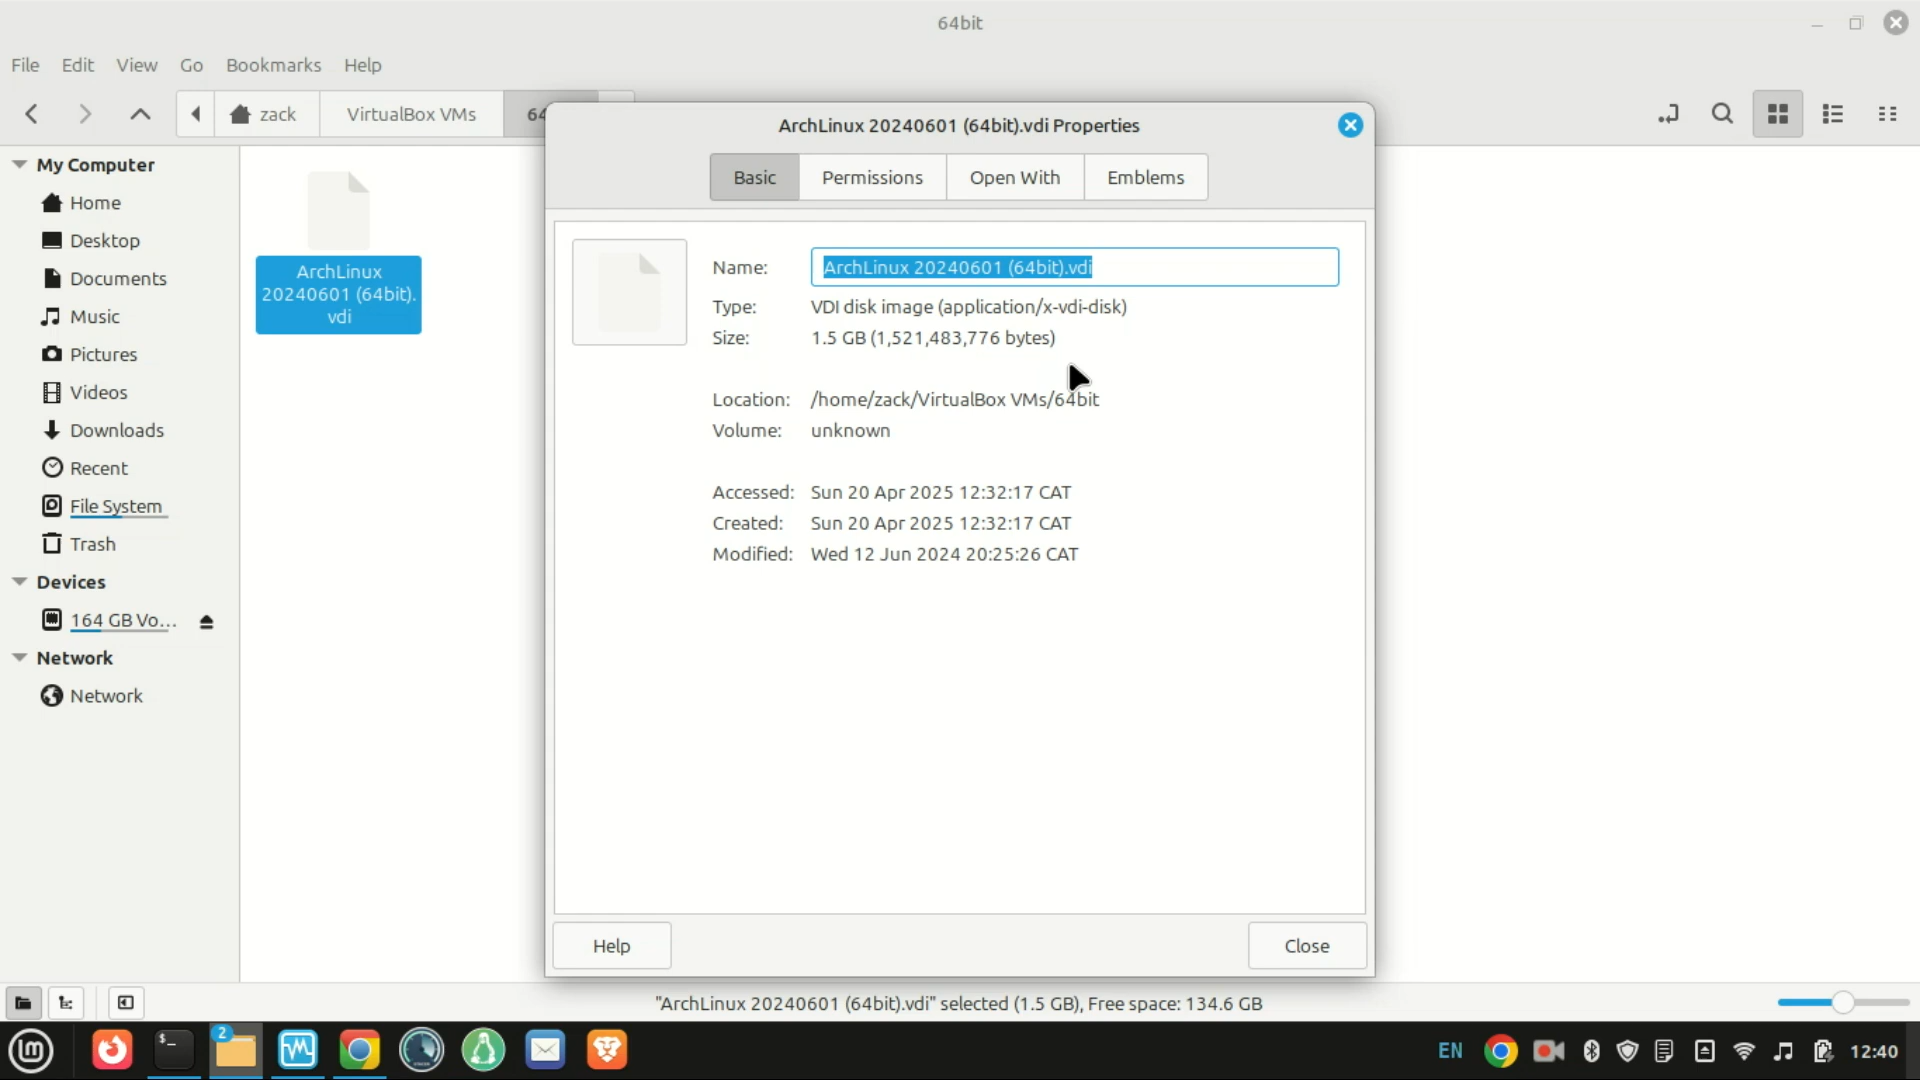 64bit
File Edit View Go Bookmarks Help
zack VirtualBox VMs 64
ArchLinux 20240601 (64bit).vdi Properties
Basic Permissions Open With Emblems
My Computer
Home
Desktop
Documents
Music
Pictures
Videos
Downloads
Recent
File System
Trash
Devices
164 GB Vo...
Network
Network
ArchLinux
20240601 (64bit).
vdi
Name: ArchLinux 20240601 (64bit).vdi
Type: VDI disk image (application/x-vdi-disk)
Size: 1.5 GB (1,521,483,776 bytes)
Location: /home/zack/VirtualBox VMs/64bit
Volume: unknown
Accessed: Sun 20 Apr 2025 12:32:17 CAT
Created: Sun 20 Apr 2025 12:32:17 CAT
Modified: Wed 12 Jun 2024 20:25:26 CAT
Help Close
"ArchLinux 20240601 (64bit).vdi" selected (1.5 GB), Free space: 134.6 GB
2
$_
EN 12:40